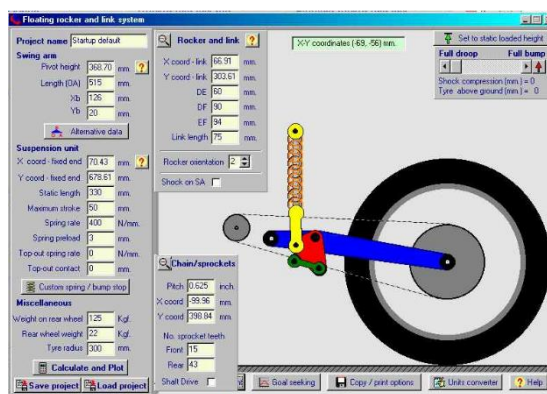 Floating rocker and link system
Project name Startup default
Swing arm
Pivot height 368.70 mm. ?
Length (OA) 515 mm.
Xb 126 mm.
Yb 20 mm.
Alternative data
Suspension unit
X coord - fixed end 70.43 mm. ?
Y coord - fixed end 678.61 mm.
Static length 330 mm.
Maximum stroke 50 mm.
Spring rate 400 N/mm.
Spring preload 3 mm.
Top-out spring rate 0 N/mm.
Top-out contact 0 mm.
Custom spring / bump stop
Miscellaneous
Weight on rear wheel 125 Kgf.
Rear wheel weight 22 Kgf.
Tyre radius 300 mm.
Calculate and Plot
Save project Load project
Rocker and link ?
X coord - link 66.91 mm.
Y coord - link 303.61 mm.
DE 60 mm.
DF 90 mm.
EF 94 mm.
Link length 75 mm.
Rocker orientation 2
Shock on SA
X-Y coordinates (-69, -56) mm.
Set to static loaded height
Full droop Full bump
Shock compression (mm.) = 0
Tyre above ground (mm.) = 0
Chain/sprockets
Pitch 0.625 inch.
X coord -99.96 mm.
Y coord 398.84 mm.
No. sprocket teeth
Front 15
Rear 43
Shaft Drive
Goal seeking
Copy / print options
Units converter
? Help